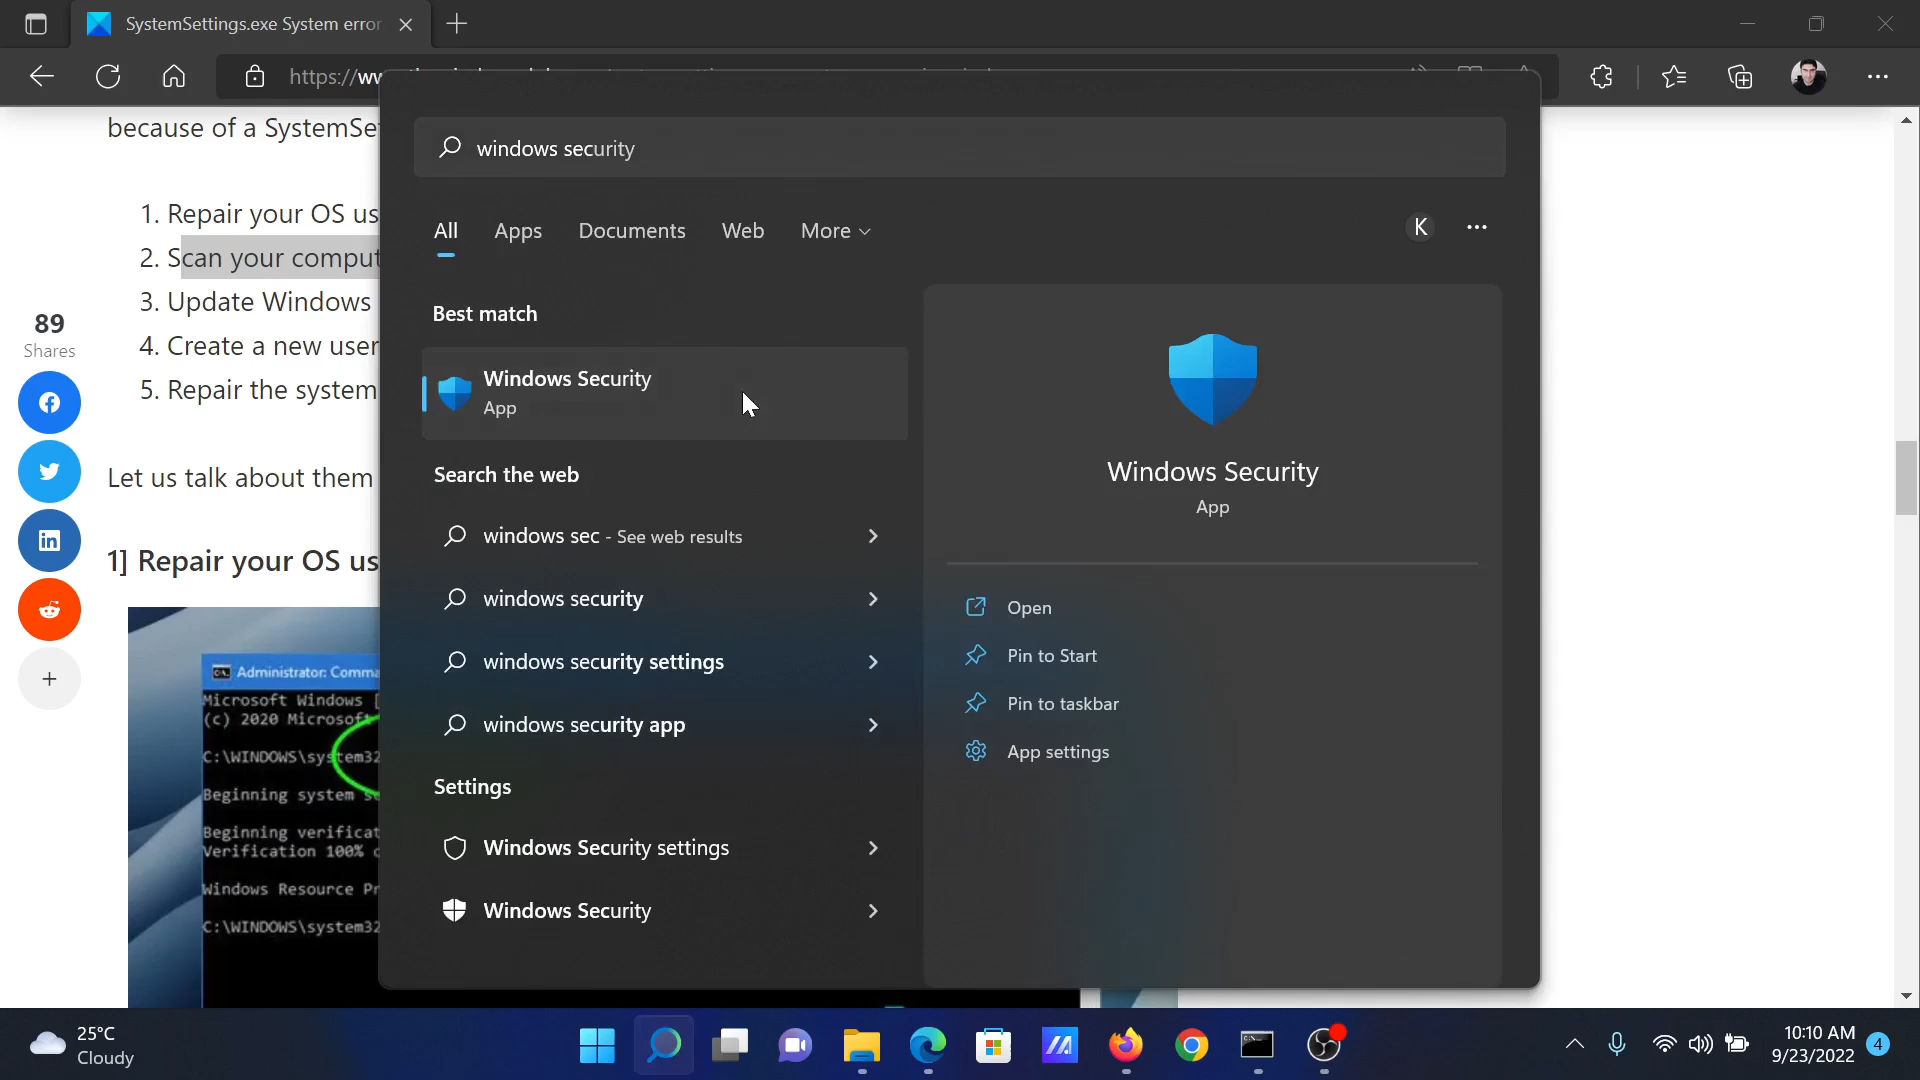 SystemSettings.exe System error
https://ww
because of a SystemSe
windows security
1. Repair your OS us
2. Scan your comput
3. Update Windows
4. Create a new user
5. Repair the system
All Apps Documents Web More
K
Best match
Windows Security
App
89
Shares
Search the web
Windows Security
App
Let us talk about them
windows sec - See web results
1] Repair your OS us
windows security
Open
windows security settings
Pin to Start
windows security app
Pin to taskbar
App settings
Settings
Windows Security settings
Windows Security
Administrator: Comma
Microsoft Windows [
(c) 2020 Microsoft
C:\WINDOWS\system32
Beginning system s
Beginning verificat
Verification 100% c
Windows Resource Pr
C:\WINDOWS\system32
25°C
Cloudy
10:10 AM
9/23/2022
4